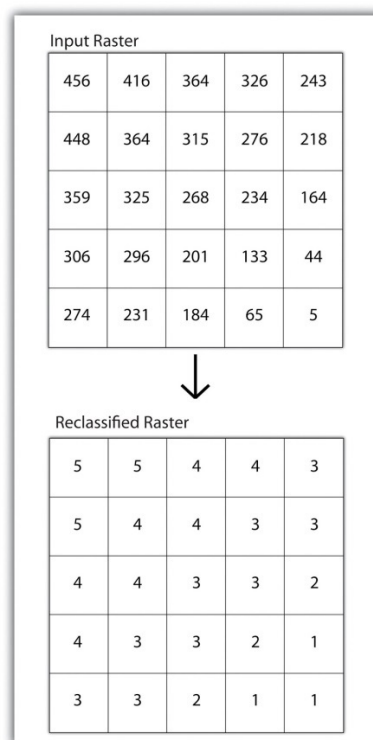 Input Raster
456 416 364 326 243
448 364 315 276 218
359 325 268 234 164
306 296 201 133 44
274 231 184 65 5
Reclassified Raster
5 5 4 4 3
5 4 4 3 3
4 4 3 3 2
4 3 3 2 1
3 3 2 1 1